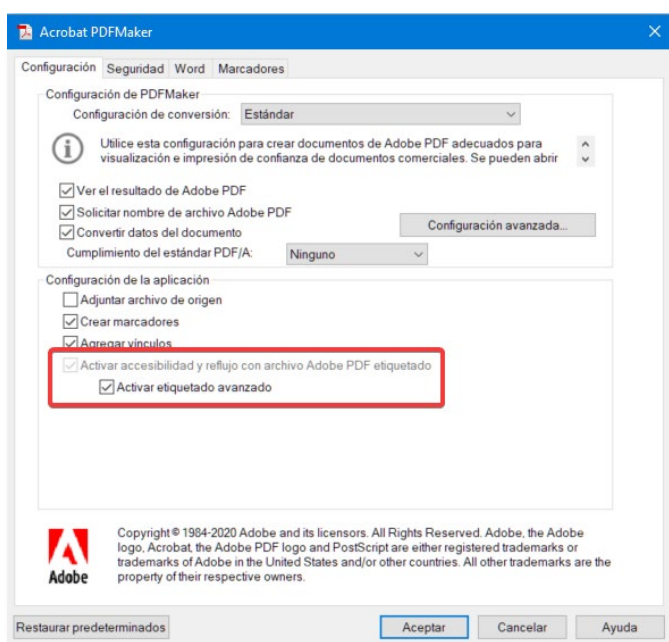 Acrobat PDFMaker
Configuración Seguridad Word Marcadores
Configuración de PDFMaker
Configuración de conversión: Estándar
Utilice esta configuración para crear documentos de Adobe PDF adecuados para
visualización e impresión de confianza de documentos comerciales. Se pueden abrir
Ver el resultado de Adobe PDF
Solicitar nombre de archivo Adobe PDF
Convertir datos del documento
Configuración avanzada...
Cumplimiento del estándar PDF/A: Ninguno
Configuración de la aplicación
Adjuntar archivo de origen
Crear marcadores
Agregar vínculos
Activar accesibilidad y reflujo con archivo Adobe PDF etiquetado
Activar etiquetado avanzado
Copyright © 1984-2020 Adobe and its licensors. All Rights Reserved. Adobe, the Adobe
logo, Acrobat, the Adobe PDF logo and PostScript are either registered trademarks or
trademarks of Adobe in the United States and/or other countries. All other trademarks are the
property of their respective owners.
Adobe
Restaurar predeterminados Aceptar Cancelar Ayuda